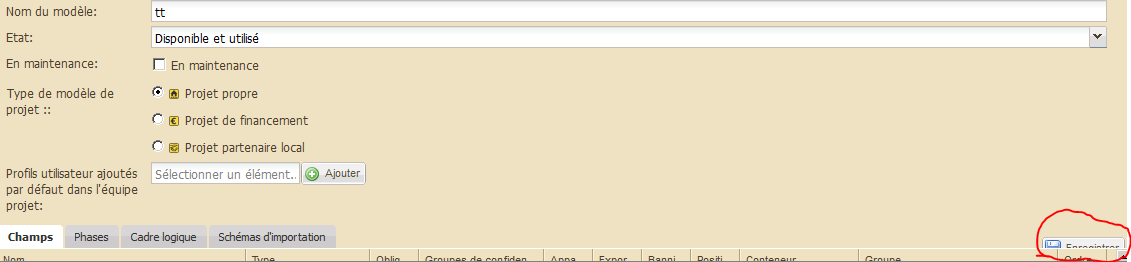 Nom du modèle: tt
Etat: Disponible et utilisé
En maintenance: En maintenance
Type de modèle de projet :: Projet propre
Projet de financement
Projet partenaire local
Profils utilisateur ajoutés par défaut dans l'équipe projet: Sélectionner un élément.. Ajouter
Champs Phases Cadre logique Schémas d'importation Enregistrer
Nom Type Oblig. Groupes de confiden. Appa. Expor. Banni. Positi. Conteneur Groupe Ordre